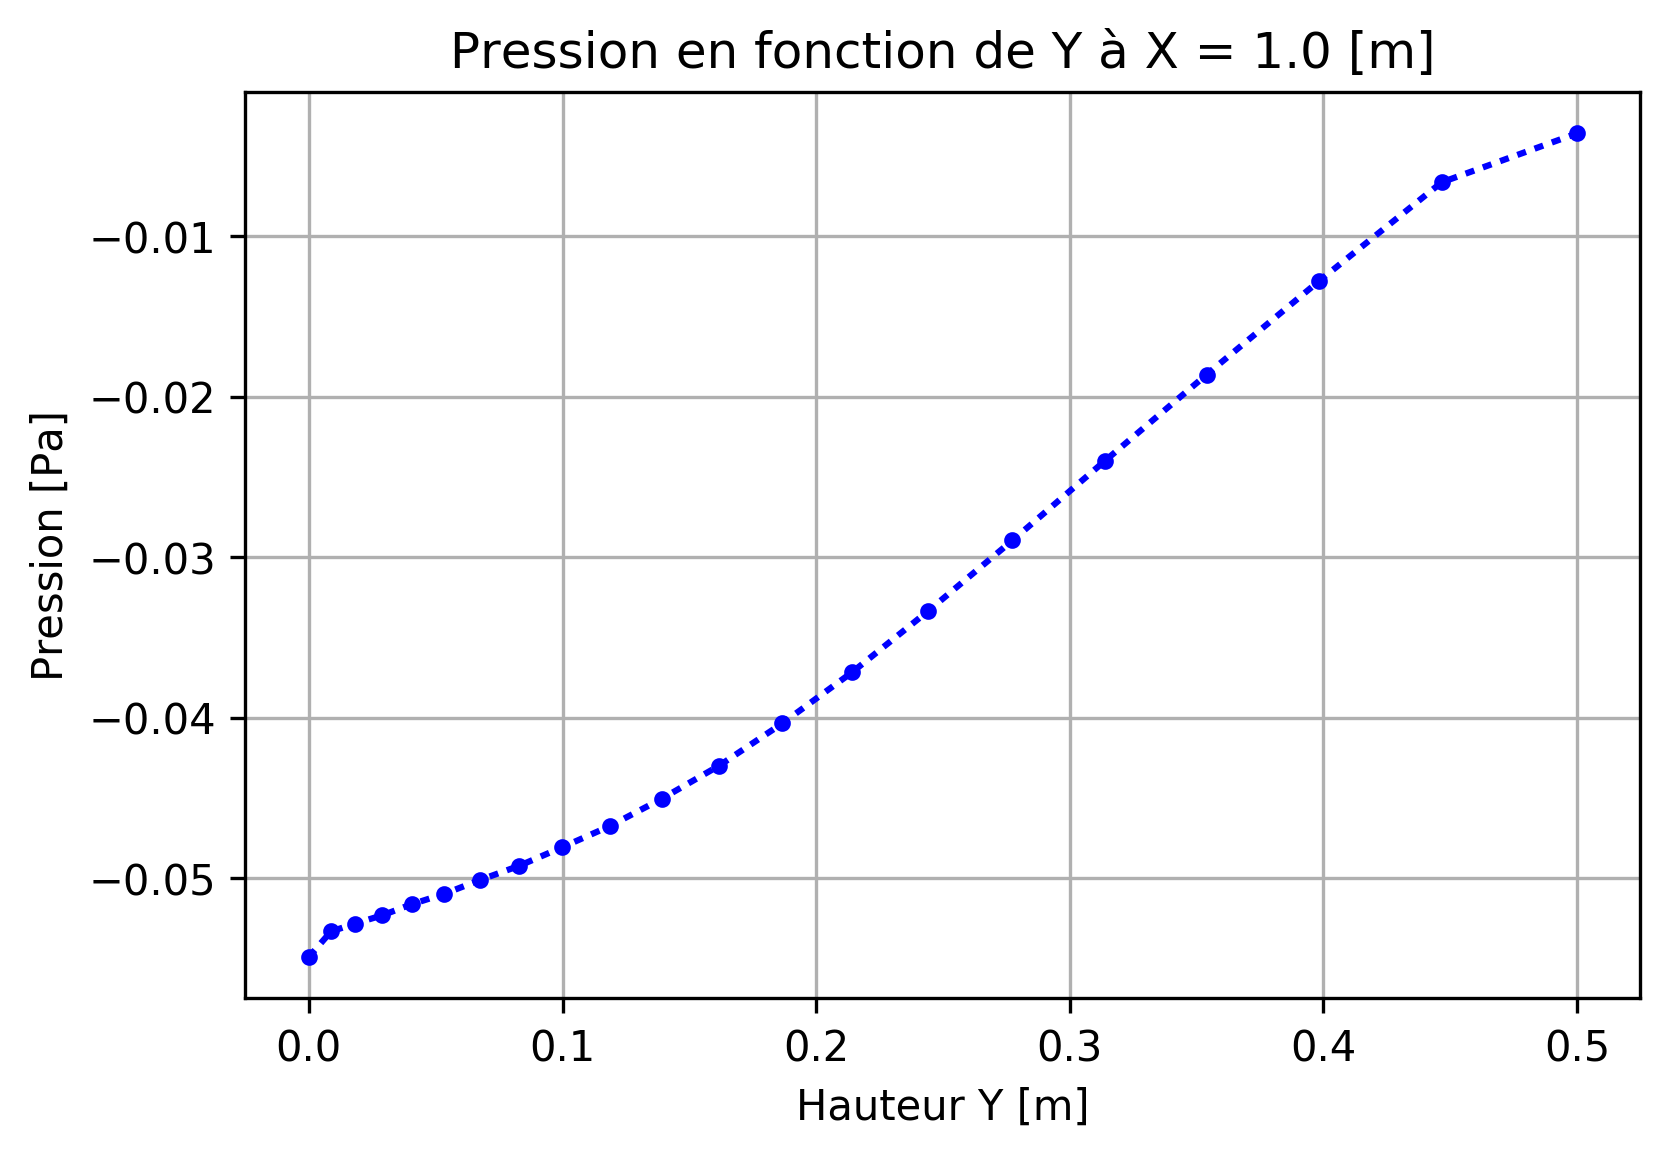 Pression en fonction de Y à X = 1.0 [m]
Pression [Pa]
−0.01
−0.02
−0.03
−0.04
−0.05
0.0 0.1 0.2 0.3 0.4 0.5
Hauteur Y [m]